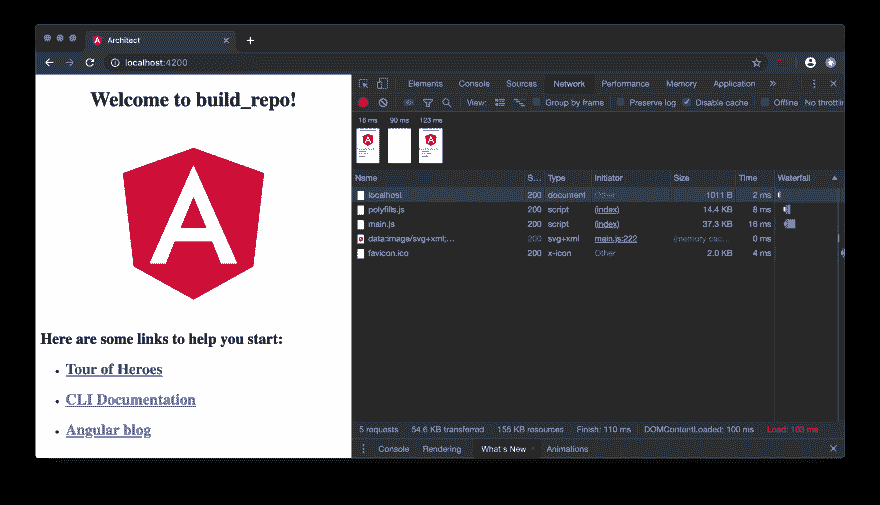 Architect
localhost:4200
Welcome to build_repo!
A
Here are some links to help you start:
Tour of Heroes
CLI Documentation
Angular blog
Elements Console Sources Network Performance Memory Application »
View: Group by frame Preserve log Disable cache Offline No throttlin
16 ms 90 ms 123 ms
Name S... Type Initiator Size Time Waterfall
localhost 200 document Other 1011 B 2 ms
polyfills.js 200 script (index) 14.4 KB 8 ms
main.js 200 script (index) 37.3 KB 16 ms
data:image/svg+xml;... 200 svg+xml main.js:222 (memory cac... 0 ms
favicon.ico 200 x-icon Other 2.0 KB 4 ms
5 requests 54.6 KB transferred 155 KB resources Finish: 110 ms DOMContentLoaded: 100 ms Load: 103 ms
Console Rendering What's New Animations